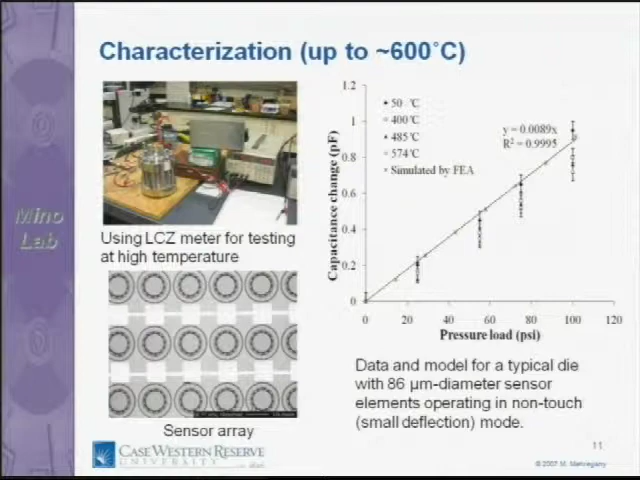 Characterization (up to ~600˚C)
Mino
Lab
Using LCZ meter for testing
at high temperature
Sensor array
1.2
1
0.8
0.6
0.4
0.2
0
Capacitance change (pF)
50 ℃
400℃
485℃
574℃
Simulated by FEA
y = 0.0089x
R² = 0.9995
0 20 40 60 80 100 120
Pressure load (psi)
Data and model for a typical die
with 86 µm-diameter sensor
elements operating in non-touch
(small deflection) mode.
CASE WESTERN RESERVE
UNIVERSITY
11
© 2007 M. Mehregany